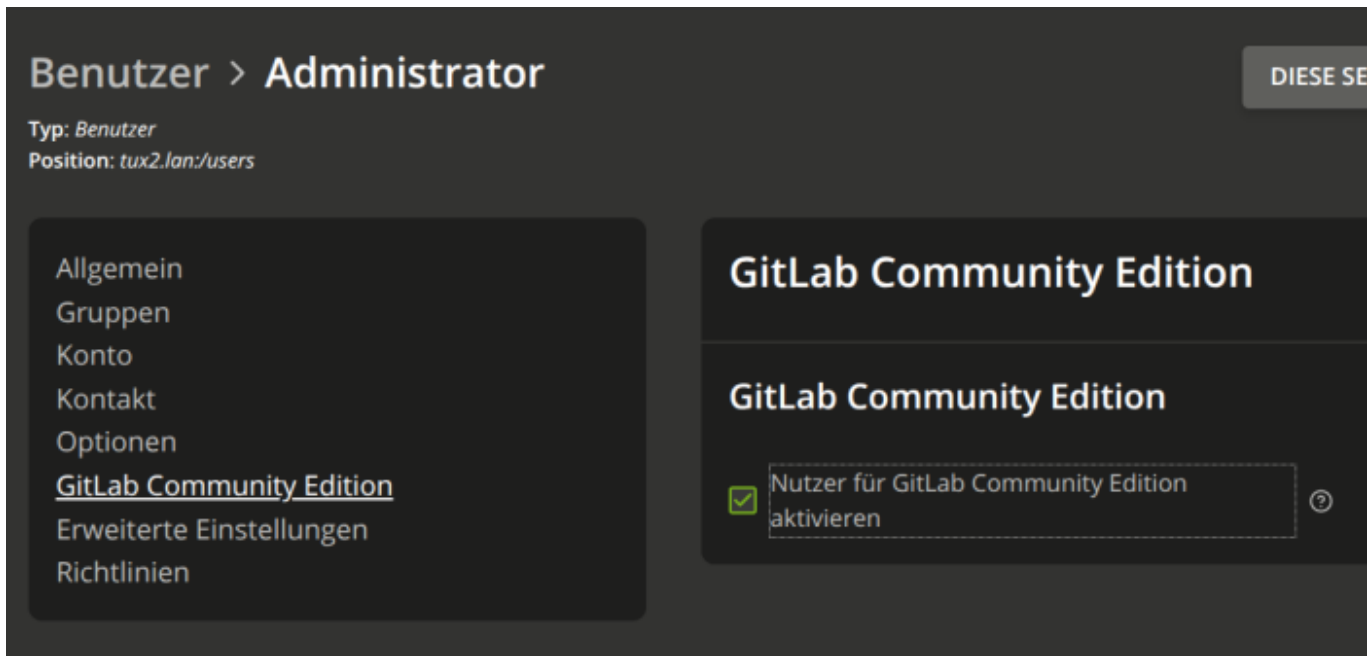 Benutzer > Administrator
DIESE SE
Typ: Benutzer
Position: tux2.lan:/users
Allgemein
Gruppen
Konto
Kontakt
Optionen
GitLab Community Edition
Erweiterte Einstellungen
Richtlinien
GitLab Community Edition
GitLab Community Edition
Nutzer für GitLab Community Edition
aktivieren